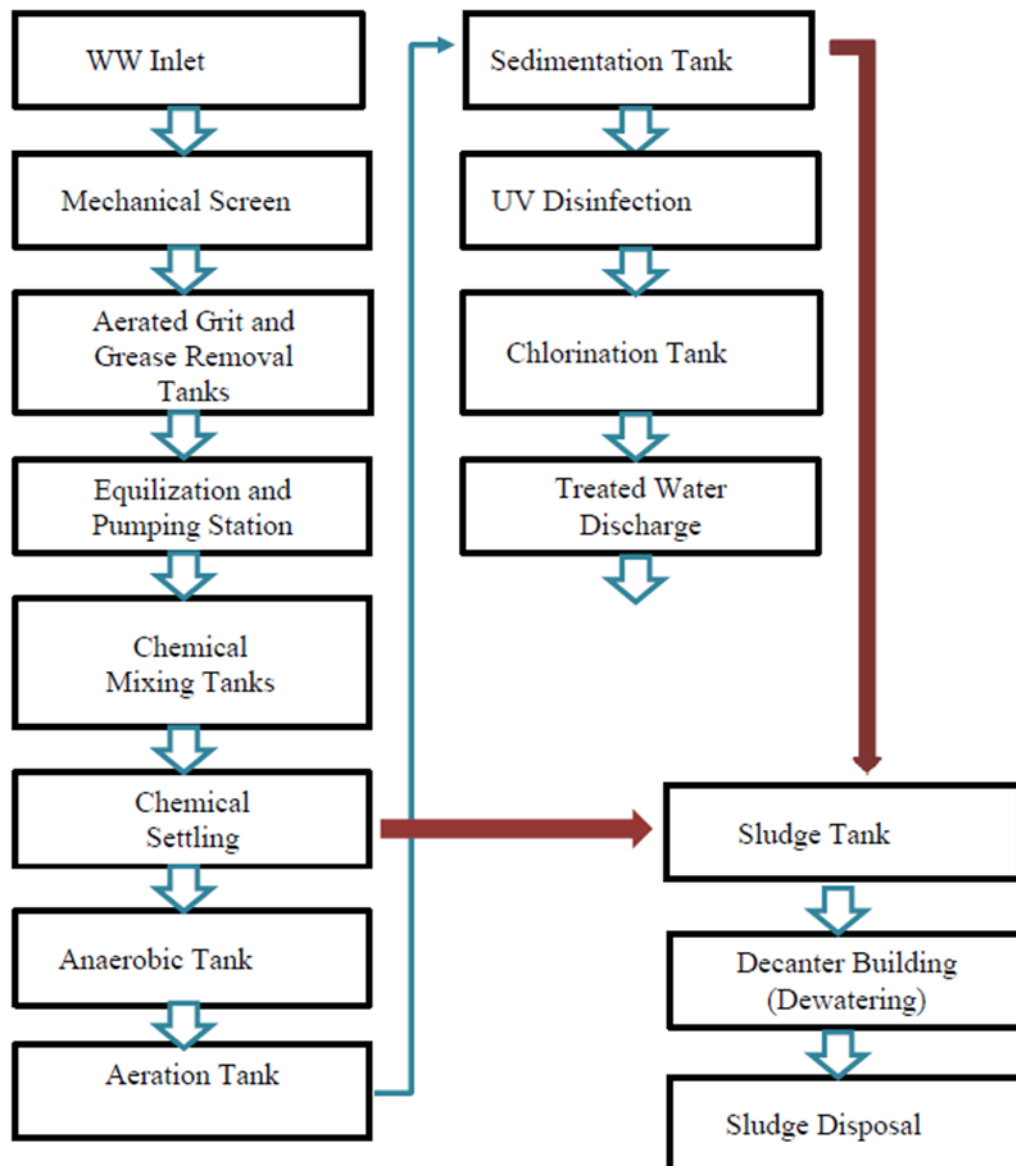 WW Inlet
Mechanical Screen
Aerated Grit and
Grease Removal
Tanks
Equilization and
Pumping Station
Chemical
Mixing Tanks
Chemical
Settling
Anaerobic Tank
Aeration Tank
Sedimentation Tank
UV Disinfection
Chlorination Tank
Treated Water
Discharge
Sludge Tank
Decanter Building
(Dewatering)
Sludge Disposal